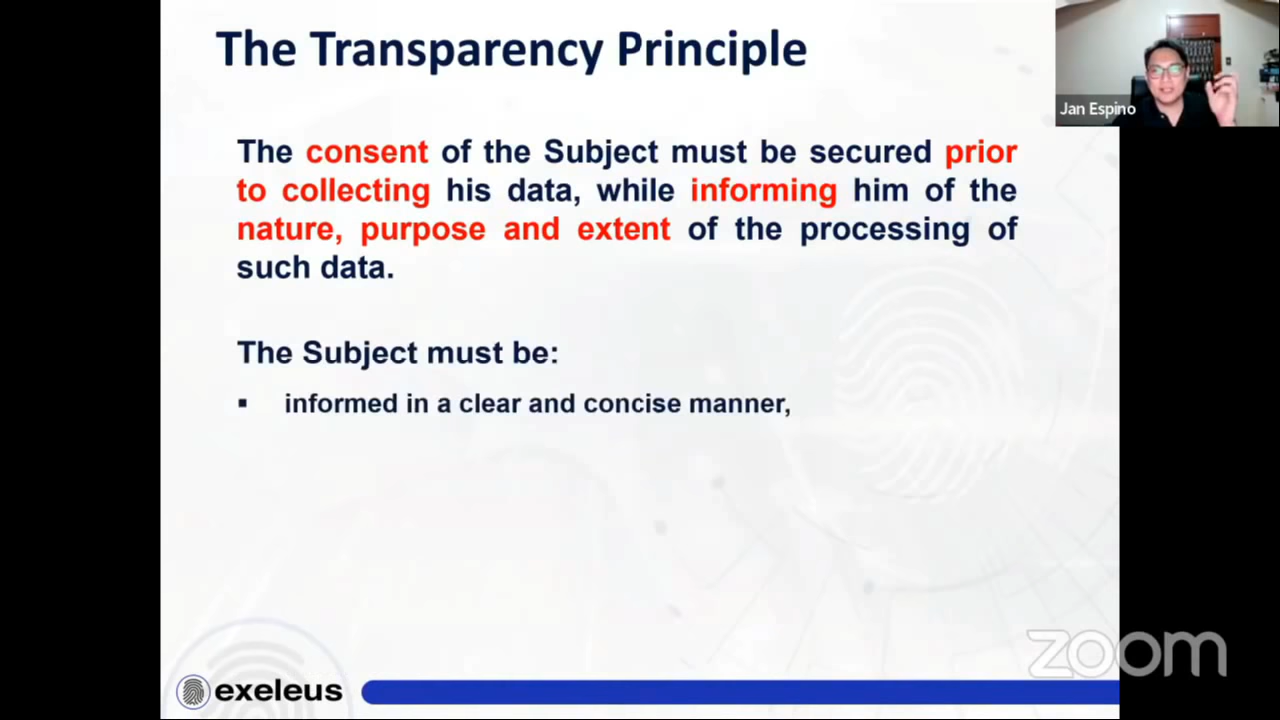 The Transparency Principle
Jan Espino
The consent of the Subject must be secured prior
to collecting his data, while informing him of the
nature, purpose and extent of the processing of
such data.
The Subject must be:
▪ informed in a clear and concise manner,
zoom
exeleus